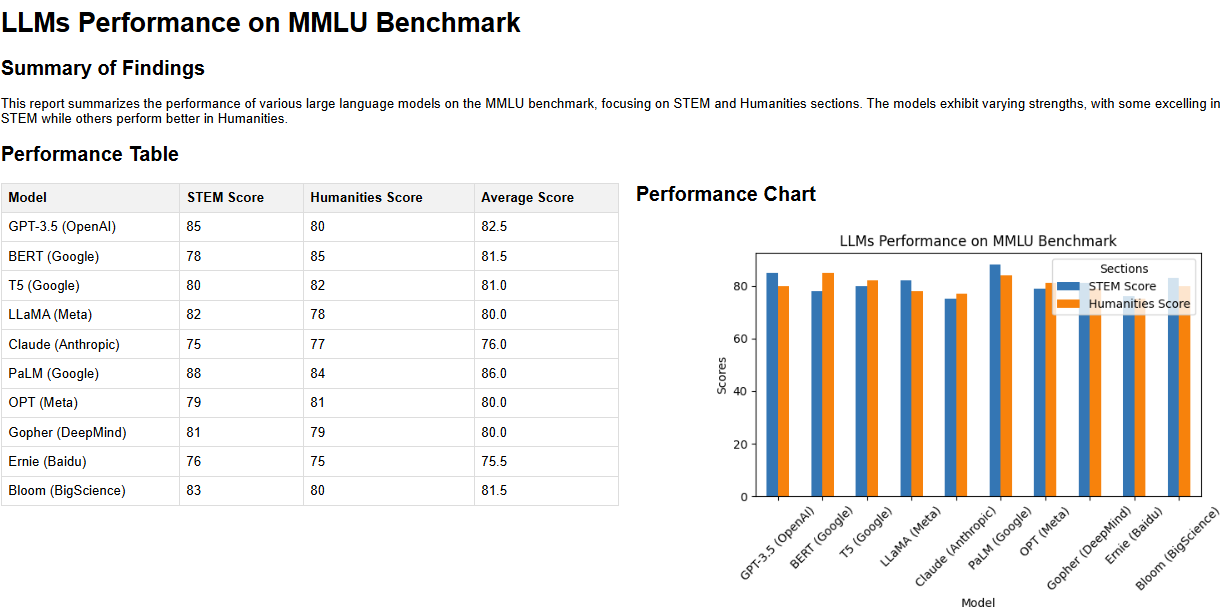 LLMs Performance on MMLU Benchmark
Summary of Findings
This report summarizes the performance of various large language models on the MMLU benchmark, focusing on STEM and Humanities sections. The models exhibit varying strengths, with some excelling in
STEM while others perform better in Humanities.
Performance Table
Model STEM Score Humanities Score Average Score
GPT-3.5 (OpenAI) 85 80 82.5
BERT (Google) 78 85 81.5
T5 (Google) 80 82 81.0
LLaMA (Meta) 82 78 80.0
Claude (Anthropic) 75 77 76.0
PaLM (Google) 88 84 86.0
OPT (Meta) 79 81 80.0
Gopher (DeepMind) 81 79 80.0
Ernie (Baidu) 76 75 75.5
Bloom (BigScience) 83 80 81.5
Performance Chart
LLMs Performance on MMLU Benchmark
Sections
STEM Score
Humanities Score
Scores
80
60
40
20
0
GPT-3.5 (OpenAI)
BERT (Google)
T5 (Google)
LLaMA (Meta)
Claude (Anthropic)
PaLM (Google)
OPT (Meta)
Gopher (DeepMind)
Ernie (Baidu)
Bloom (BigScience)
Model